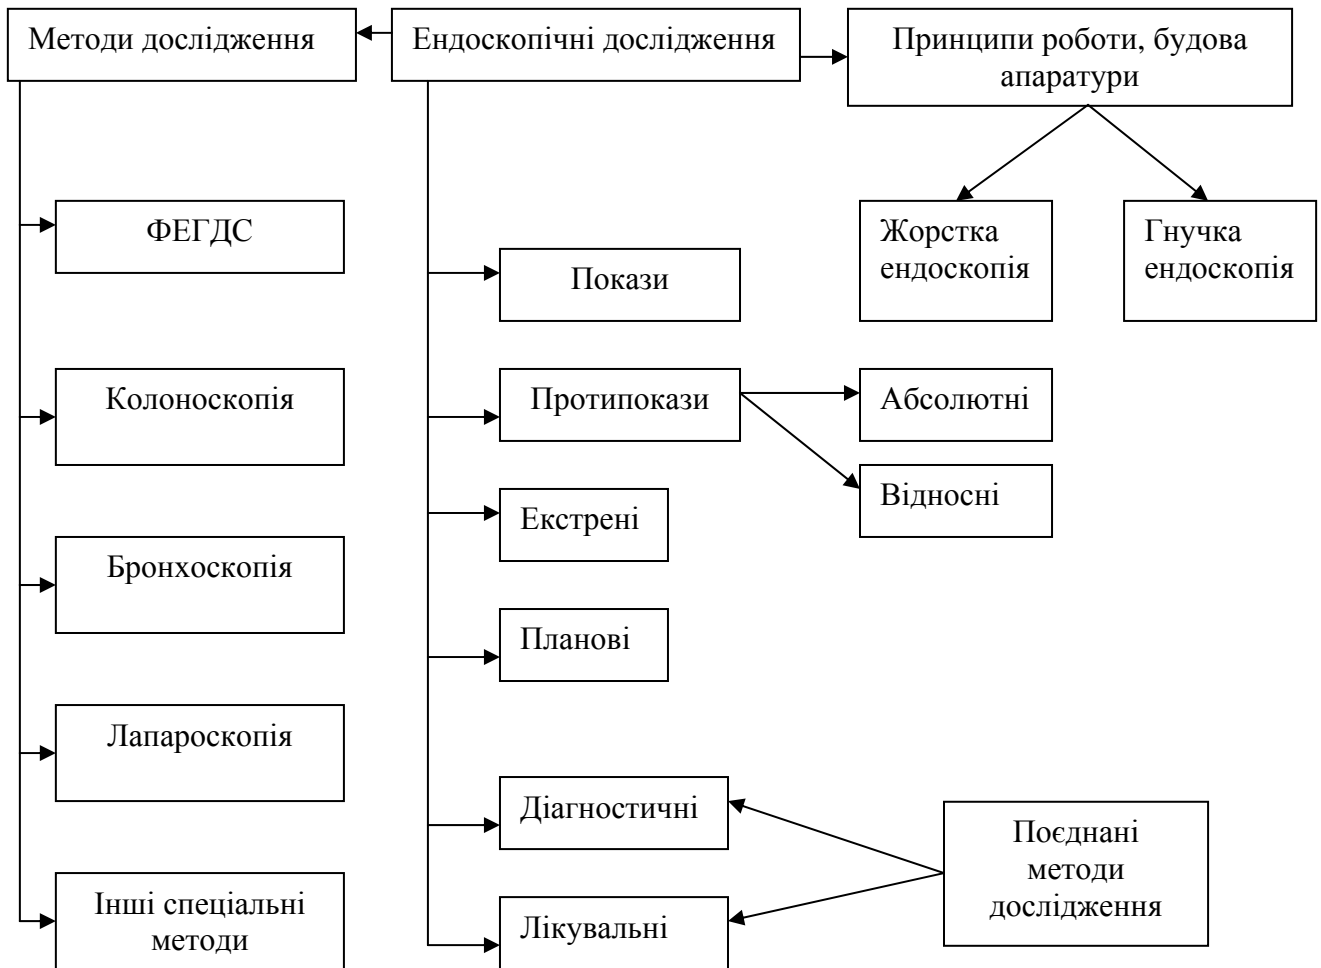 Методи дослідження
Ендоскопічні дослідження
Принципи роботи, будова
апаратури
ФЕГДС
Колоноскопія
Бронхоскопія
Лапароскопія
Інші спеціальні
методи
Покази
Протипокази
Екстрені
Планові
Діагностичні
Лікувальні
Жорстка
ендоскопія
Гнучка
ендоскопія
Абсолютні
Відносні
Поєднані
методи
дослідження